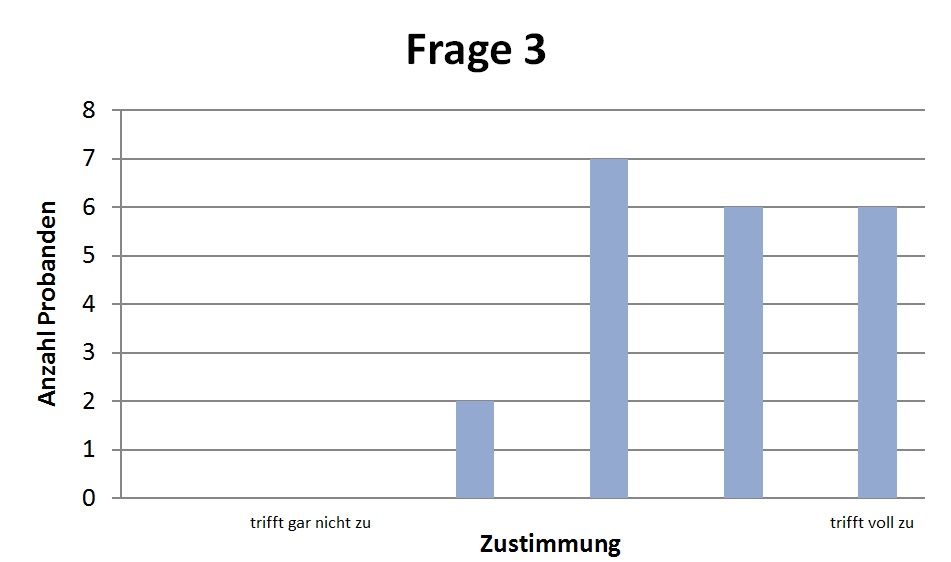 Frage 3
Anzahl Probanden
8
7
6
5
4
3
2
1
0
trifft gar nicht zu
trifft voll zu
Zustimmung